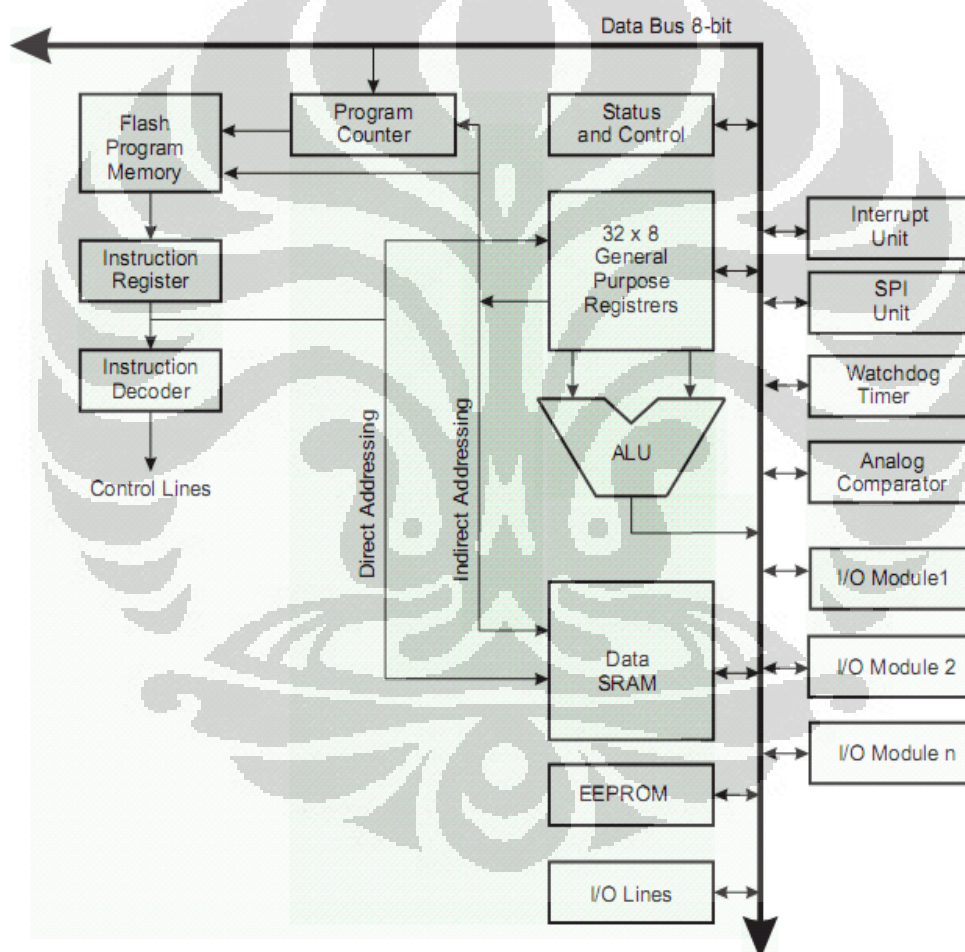 Data Bus 8-bit
Flash
Program
Memory
Program
Counter
Status
and Control
Instruction
Register
32 x 8
General
Purpose
Registrers
Interrupt
Unit
SPI
Unit
Instruction
Decoder
Watchdog
Timer
ALU
Analog
Comparator
Control Lines
Direct Addressing
Indirect Addressing
I/O Module1
Data
SRAM
I/O Module 2
I/O Module n
EEPROM
I/O Lines